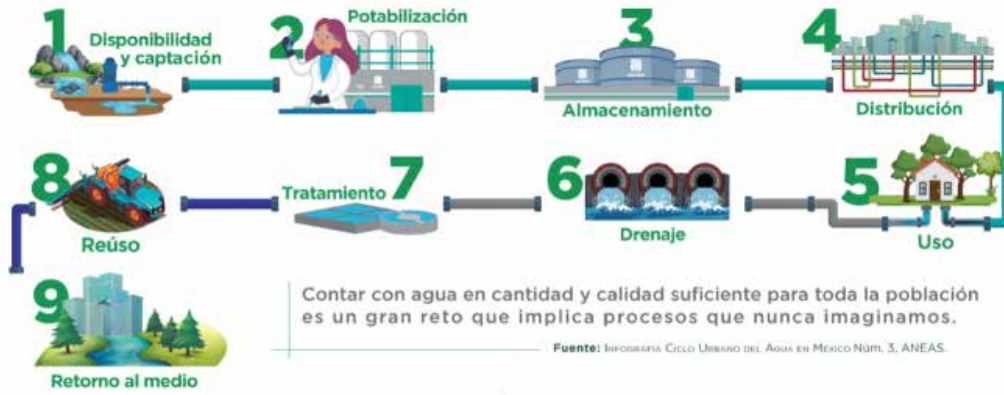 1
Disponibilidad
y captación
2
Potabilización
3
Almacenamiento
4
Distribución
5
Uso
6
Drenaje
Tratamiento 7
8
Reúso
9
Retorno al medio
Contar con agua en cantidad y calidad suficiente para toda la población
es un gran reto que implica procesos que nunca imaginamos.
Fuente: Infografía Ciclo Urbano del Agua en México Núm. 3, ANEAS.